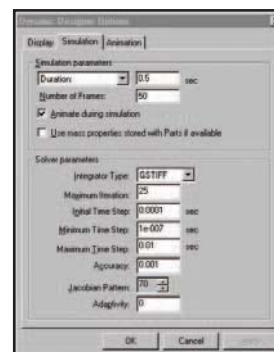 Dynamic Designer Options
Display Simulation Animation
Simulation parameters
Duration 0.5 sec
Number of Frames: 50
Animate during simulation
Use mass properties stored with Parts if available
Solver parameters
Integrator Type: GSTIFF
Maximum Iteration: 25
Initial Time Step: 0.0001 sec
Minimum Time Step: 1e-007 sec
Maximum Time Step: 0.01 sec
Accuracy: 0.001
Jacobian Pattern: 70
Adaptivity: 0
OK Cancel